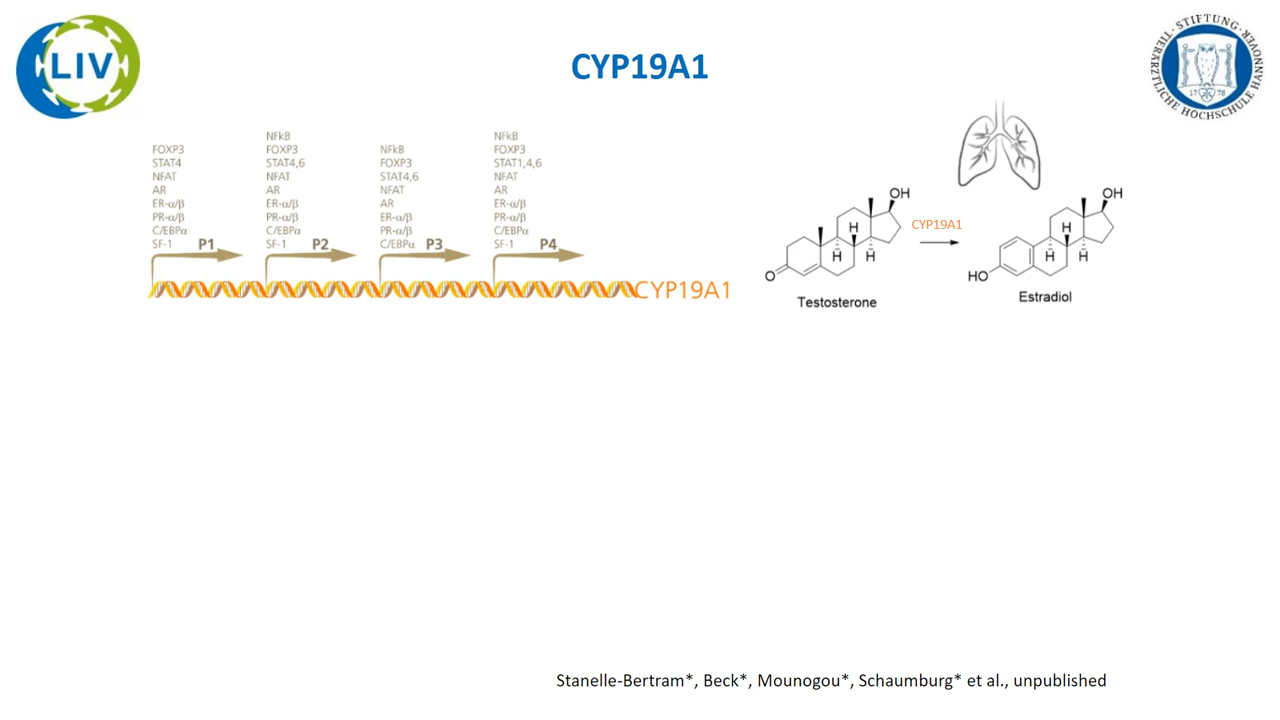 LIV
CYP19A1
STIFTUNG · TIERÄRZTLICHE HOCHSCHULE HANNOVER
1778
FOXP3
STAT4
NFAT
AR
ER-α/β
PR-α/β
C/EBPα
SF-1
P1
NFkB
FOXP3
STAT4,6
NFAT
AR
ER-α/β
PR-α/β
C/EBPα
SF-1
P2
NFkB
FOXP3
STAT4,6
NFAT
AR
ER-α/β
PR-α/β
C/EBPα
P3
NFkB
FOXP3
STAT1,4,6
NFAT
AR
ER-α/β
PR-α/β
C/EBPα
SF-1
P4
CYP19A1
OH
H
H
H
O
Testosterone
CYP19A1
OH
H
H
H
HO
Estradiol
Stanelle-Bertram*, Beck*, Mounogou*, Schaumburg* et al., unpublished